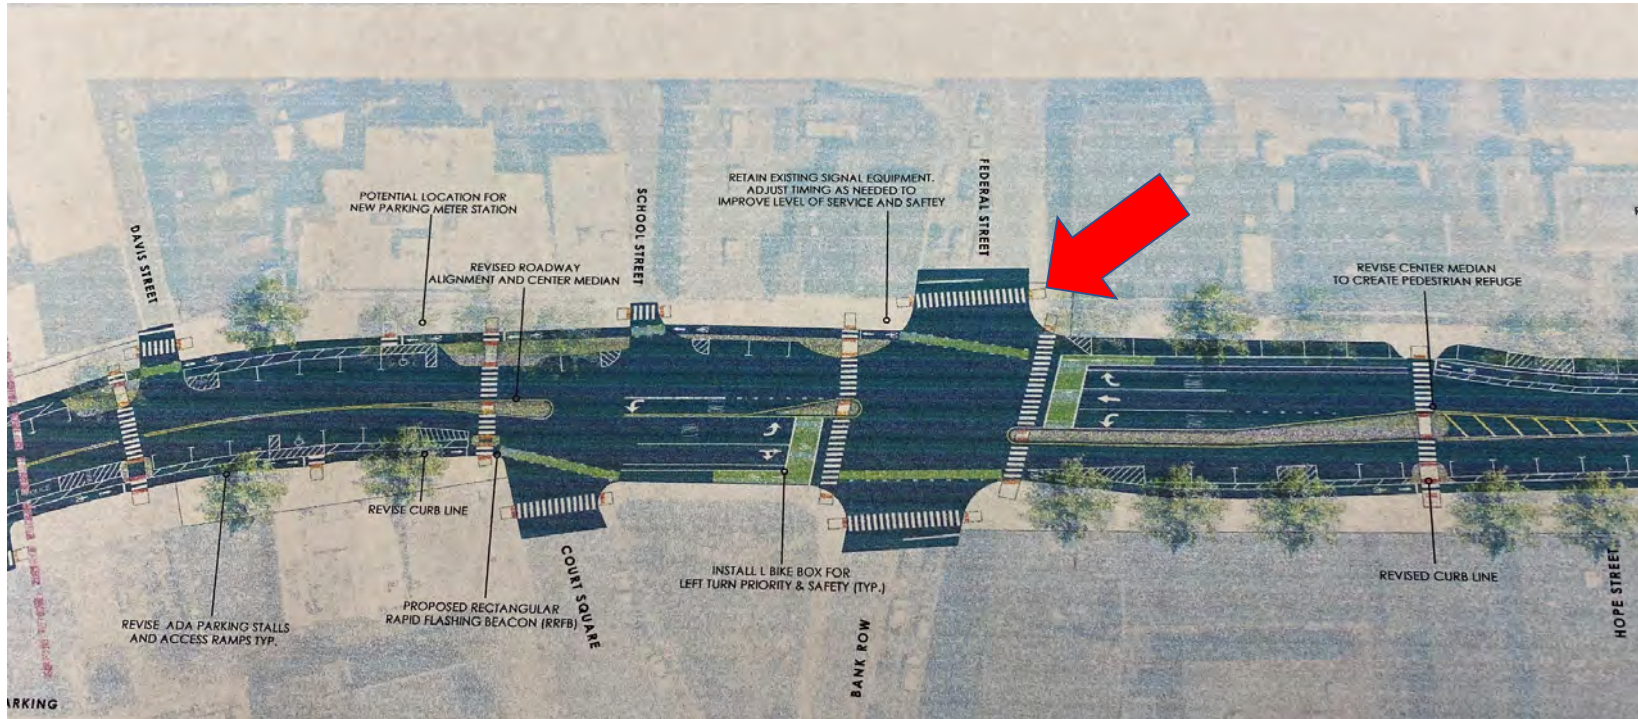 RETAIN EXISTING SIGNAL EQUIPMENT.
ADJUST TIMING AS NEEDED TO
IMPROVE LEVEL OF SERVICE AND SAFTEY
FEDERAL STREET
POTENTIAL LOCATION FOR
NEW PARKING METER STATION
SCHOOL STREET
DAVIS STREET
REVISED ROADWAY
ALIGNMENT AND CENTER MEDIAN
REVISE CENTER MEDIAN
TO CREATE PEDESTRIAN REFUGE
REVISE CURB LINE
REVISE ADA PARKING STALLS
AND ACCESS RAMPS TYP.
PROPOSED RECTANGULAR
RAPID FLASHING BEACON (RRFB)
COURT SQUARE
INSTALL L BIKE BOX FOR
LEFT TURN PRIORITY & SAFETY (TYP.)
BANK ROW
REVISED CURB LINE
HOPE STREET
ARKING